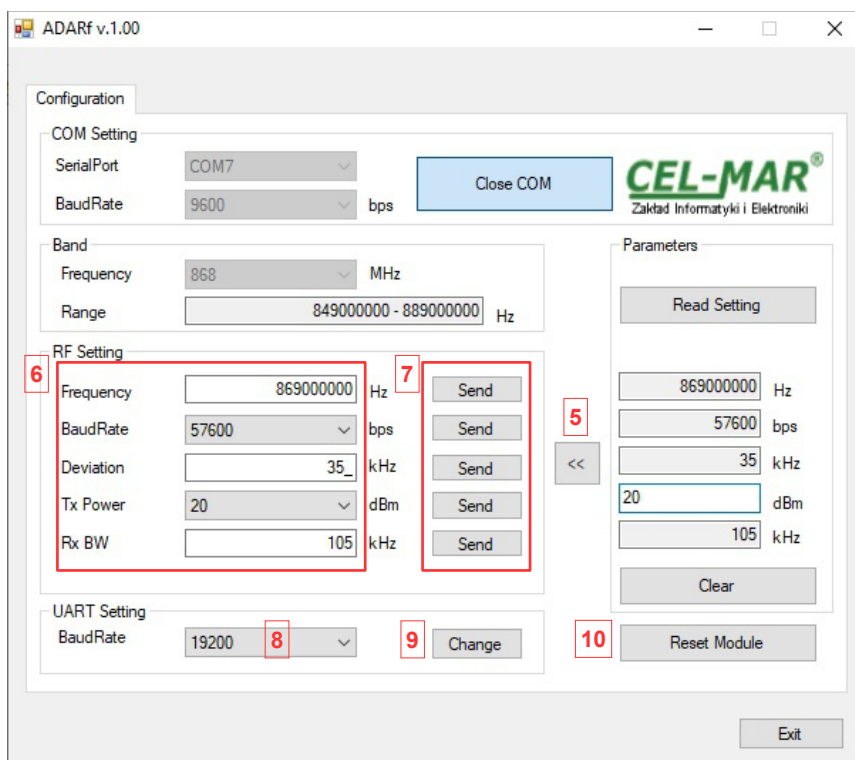 ADARf v.1.00
Configuration
COM Setting
SerialPort COM7
BaudRate 9600 bps
Close COM
CEL-MAR®
Zakład Informatyki i Elektroniki
Band
Frequency 868 MHz
Range 849000000 - 889000000 Hz
RF Setting
6
7
Frequency 869000000 Hz Send
BaudRate 57600 bps Send
Deviation 35_ kHz Send
Tx Power 20 dBm Send
Rx BW 105 kHz Send
5
<<
Parameters
Read Setting
869000000 Hz
57600 bps
35 kHz
20 dBm
105 kHz
Clear
UART Setting
BaudRate 19200 8 9 Change
10 Reset Module
Exit